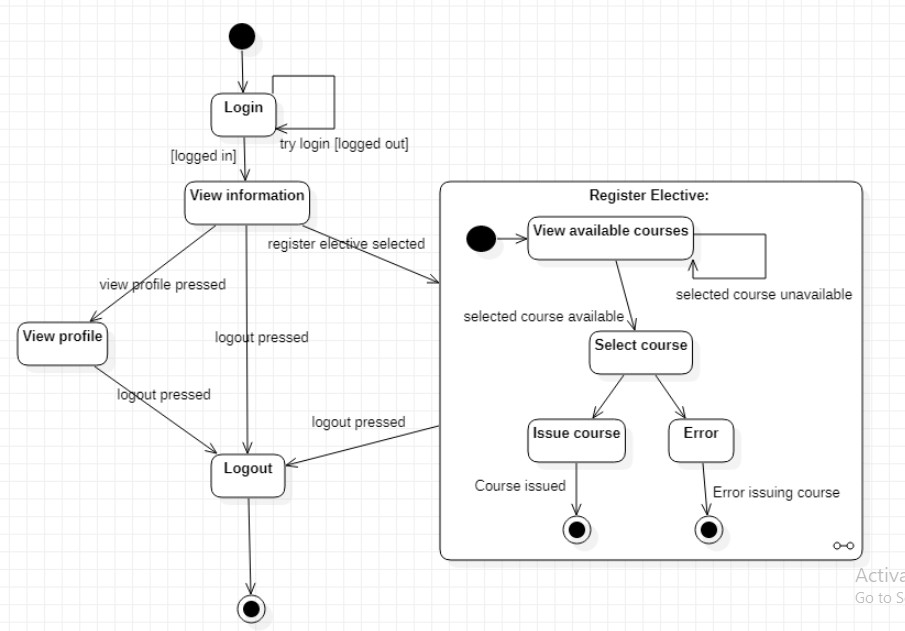 Login
try login [logged out]
[logged in]
View information
Register Elective:
View available courses
register elective selected
view profile pressed
selected course unavailable
selected course available
View profile
logout pressed
Select course
logout pressed
logout pressed
Issue course
Error
Logout
Course issued
Error issuing course
Activa
Go to S